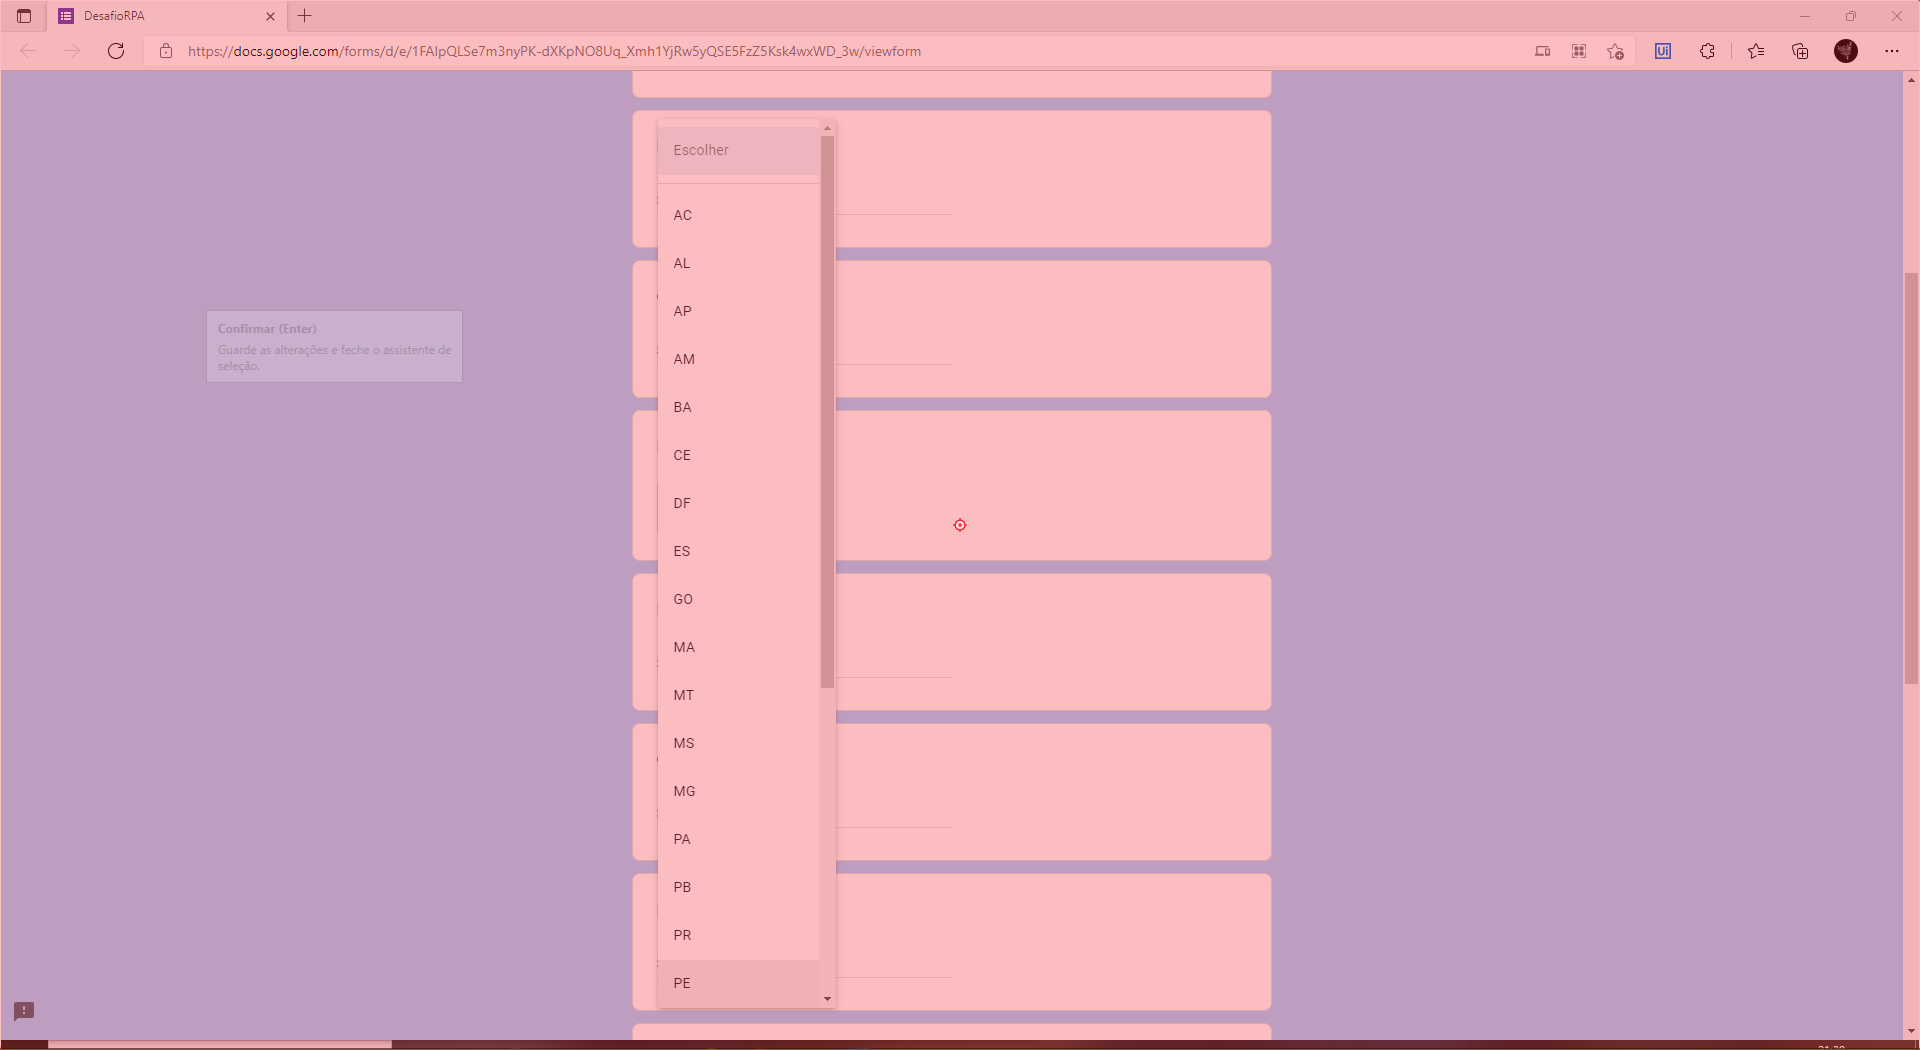 DesafioRPA
https://docs.google.com/forms/d/e/1FAIpQLSe7m3nyPK-dXKpNO8Uq_Xmh1YjRw5yQSE5FzZ5Ksk4wxWD_3w/viewform
Ui
Escolher
AC
AL
AP
AM
BA
CE
DF
ES
GO
MA
MT
MS
MG
PA
PB
PR
PE
Confirmar (Enter)
Guarde as alterações e feche o assistente de
seleção.